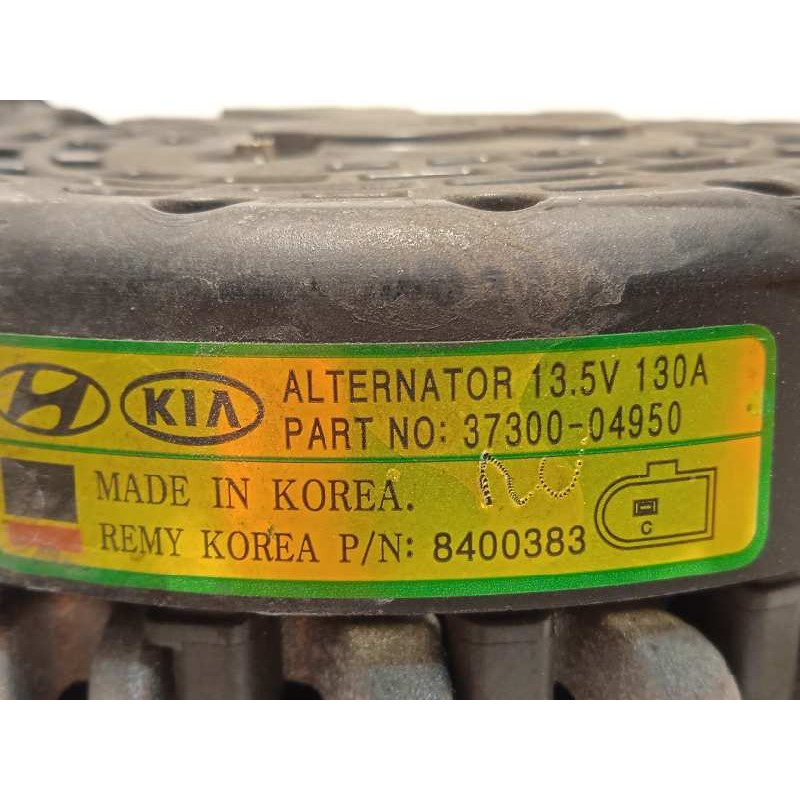 KIA
ALTERNATOR 13.5V 130A
PART NO: 37300-04950
MADE IN KOREA.
REMY KOREA P/N: 8400383
C